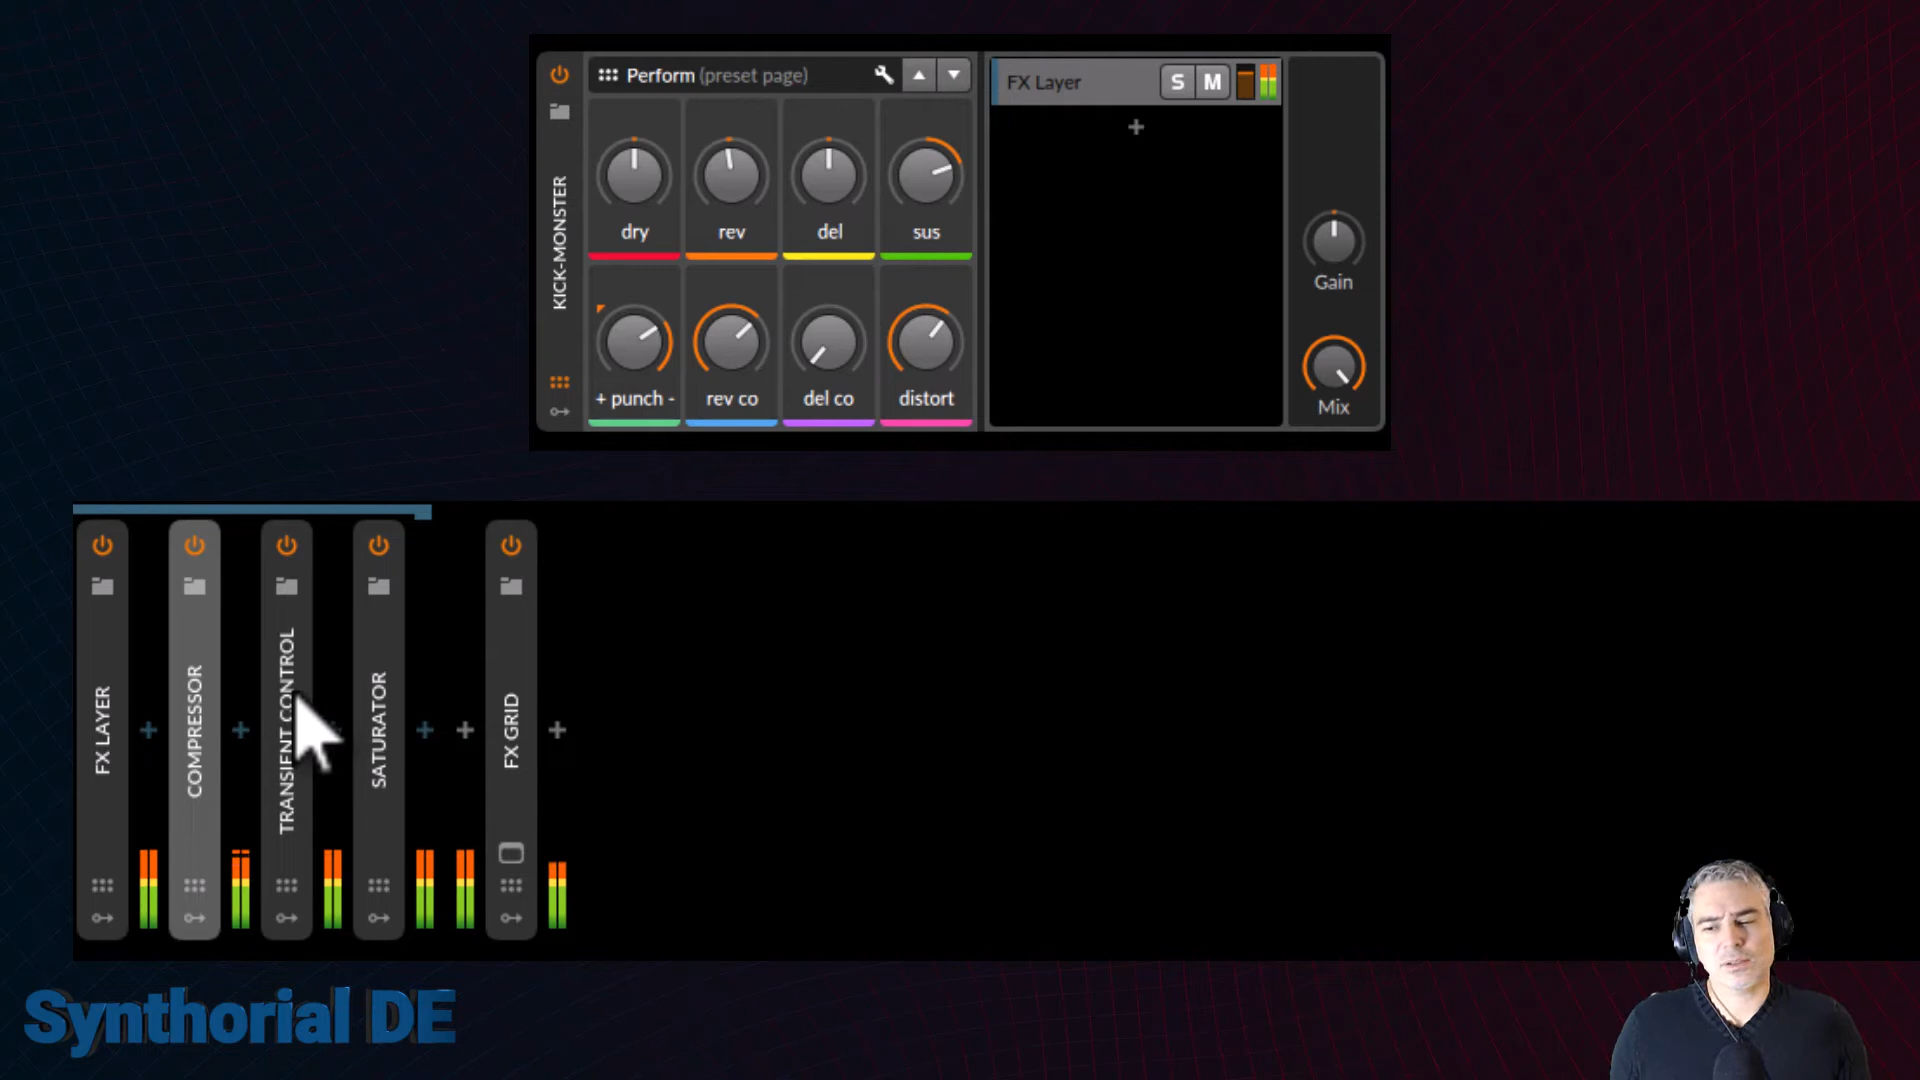 Perform (preset page)
FX Layer
S
M
KICK-MONSTER
dry
rev
del
sus
Gain
+ punch -
rev co
del co
distort
Mix
FX LAYER
COMPRESSOR
TRANSIENT CONTROL
SATURATOR
FX GRID
Synthorial DE